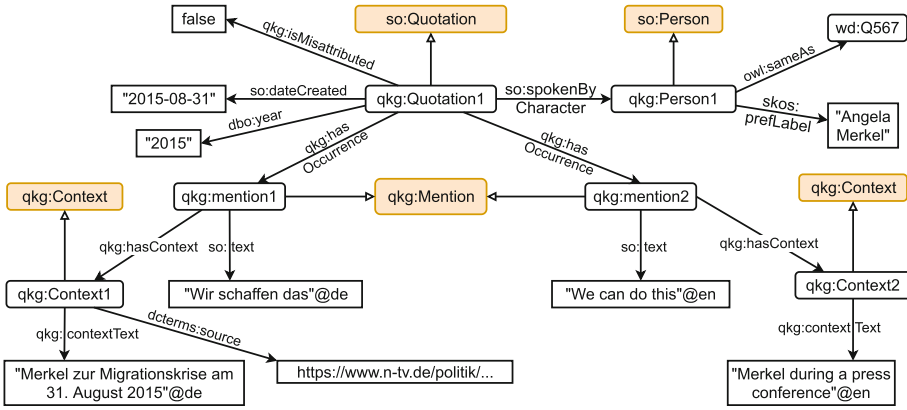 false
qkg:isMisattributed
so:Quotation
so:Person
wd:Q567
owl:sameAs
"2015-08-31"
so:dateCreated
qkg:Quotation1
so:spokenBy
Character
qkg:Person1
skos:
prefLabel
"Angela
Merkel"
"2015"
dbo:year
qkg:has
Occurrence
qkg:has
Occurrence
qkg:Context
qkg:mention1
qkg:Mention
qkg:mention2
qkg:Context
qkg:hasContext
so: text
so: text
qkg:hasContext
qkg:Context1
"Wir schaffen das"@de
"We can do this"@en
qkg:Context2
qkg: contextText
dcterms:source
qkg:context Text
"Merkel zur Migrationskrise am
31. August 2015"@de
https://www.n-tv.de/politik/...
"Merkel during a press
conference"@en